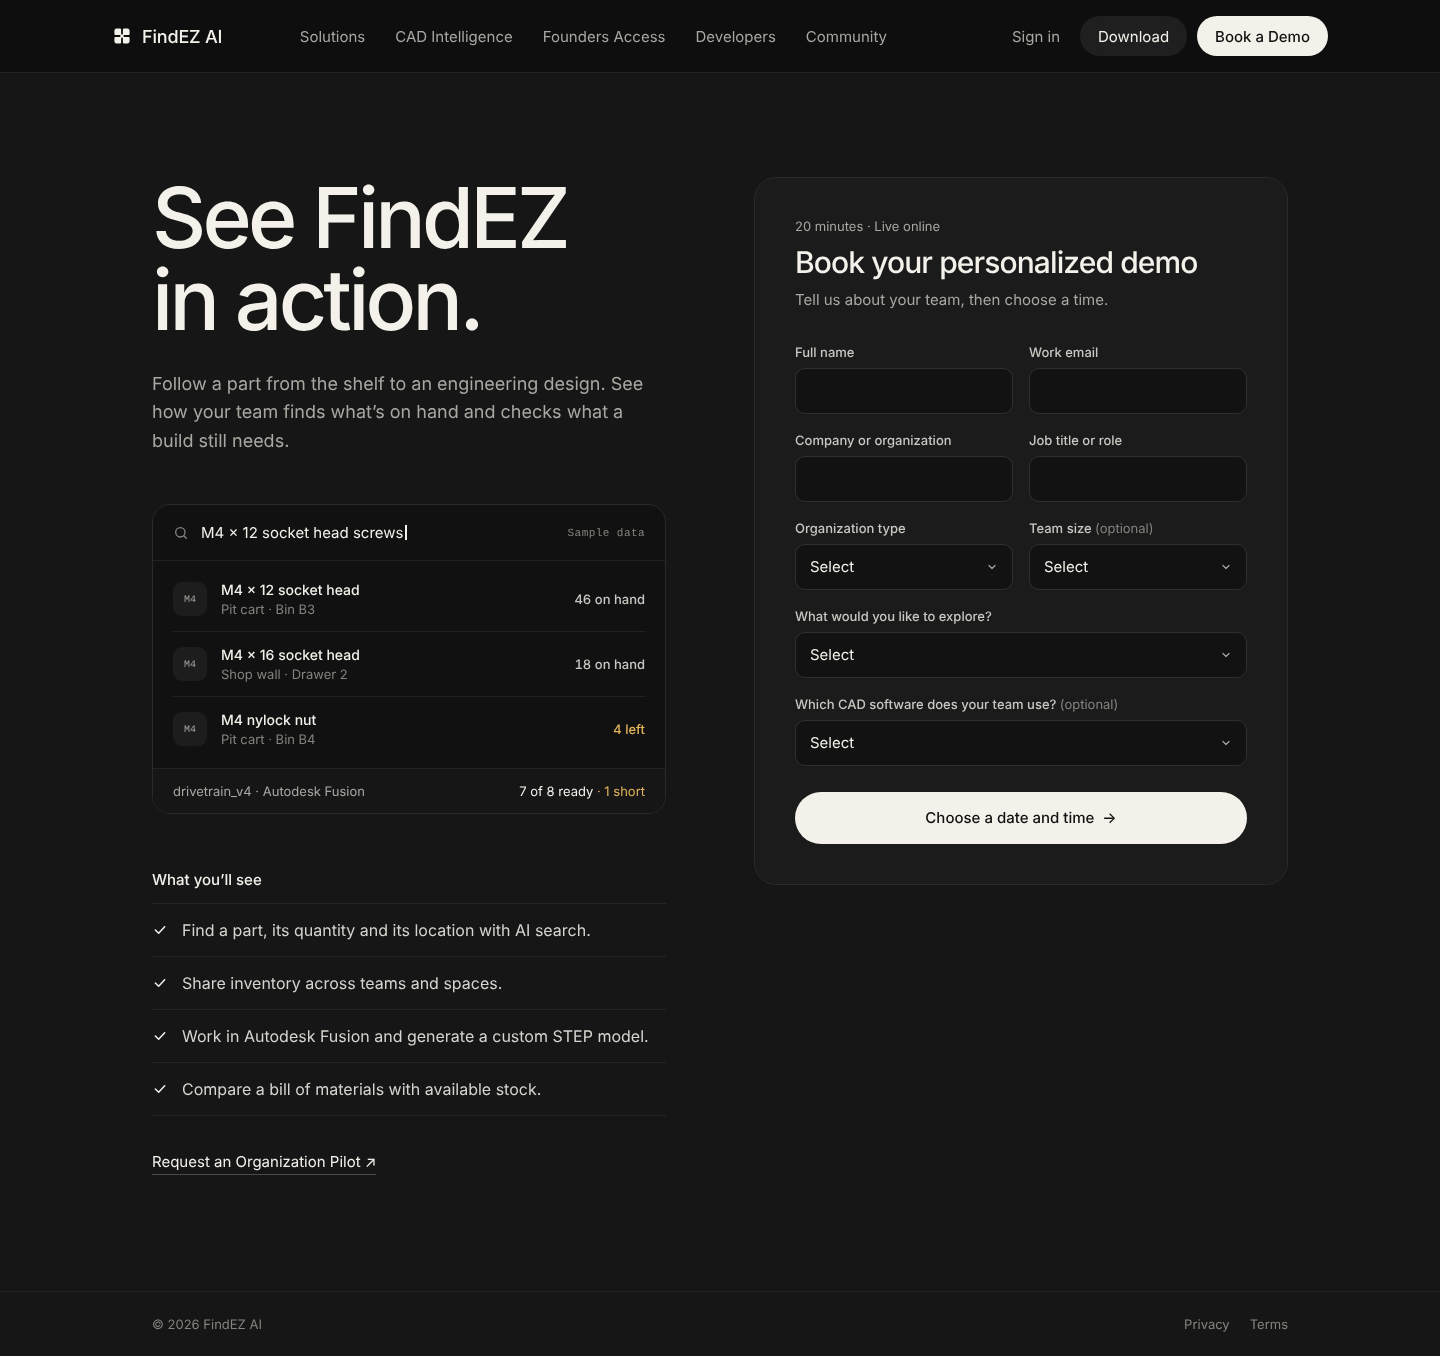 FindEZ AI
Solutions
CAD Intelligence
Founders Access
Developers
Community
Sign in
Download
Book a Demo
See FindEZ
in action.
Follow a part from the shelf to an engineering design. See
how your team finds what’s on hand and checks what a
build still needs.
M4 × 12 socket head screws
Sample data
M4
M4 × 12 socket head
Pit cart · Bin B3
46 on hand
M4
M4 × 16 socket head
Shop wall · Drawer 2
18 on hand
M4
M4 nylock nut
Pit cart · Bin B4
4 left
drivetrain_v4 · Autodesk Fusion
7 of 8 ready · 1 short
What you’ll see
Find a part, its quantity and its location with AI search.
Share inventory across teams and spaces.
Work in Autodesk Fusion and generate a custom STEP model.
Compare a bill of materials with available stock.
Request an Organization Pilot ↗
20 minutes · Live online
Book your personalized demo
Tell us about your team, then choose a time.
Full name
Work email
Company or organization
Job title or role
Organization type
Team size (optional)
Select
Select
What would you like to explore?
Select
Which CAD software does your team use? (optional)
Select
Choose a date and time →
© 2026 FindEZ AI
Privacy
Terms